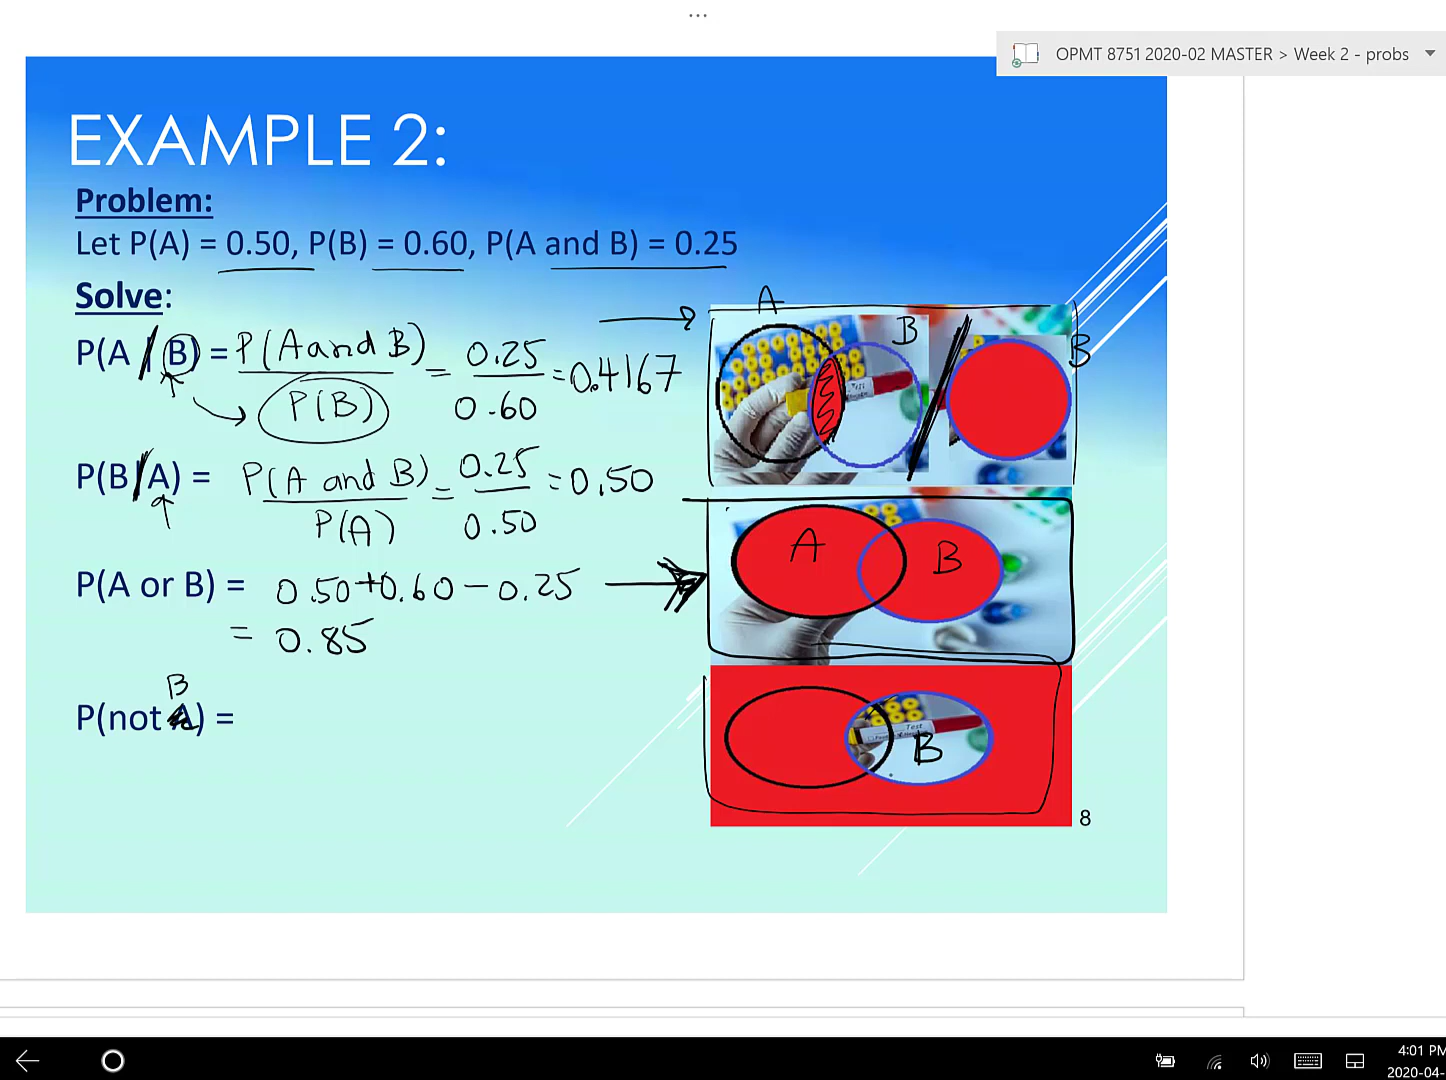 ...
OPMT 8751 2020-02 MASTER > Week 2 - probs
EXAMPLE 2:
Problem:
Let P(A) = 0.50, P(B) = 0.60, P(A and B) = 0.25
Solve:
P(A / B) = P(A and B) / P(B) = 0.25 / 0.60 = 0.4167
P(B / A) = P(A and B) / P(A) = 0.25 / 0.50 = 0.50
P(A or B) = 0.50 + 0.60 - 0.25
= 0.85
B
P(not A) =
A
B
B
A
B
Test
B
8
4:01 PM
2020-04-